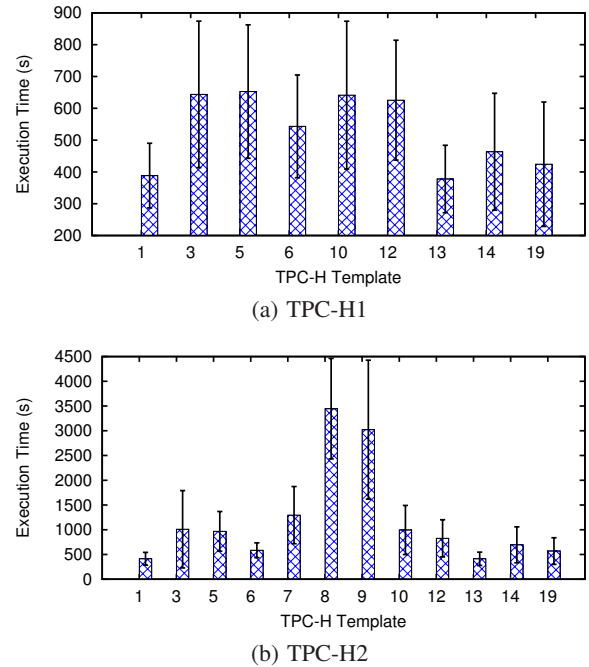 900
800
700
600
500
400
300
200
Execution Time (s)
1 3 5 6 10 12 13 14 19
TPC-H Template
(a) TPC-H1
4500
4000
3500
3000
2500
2000
1500
1000
500
0
Execution Time (s)
1 3 5 6 7 8 9 10 12 13 14 19
TPC-H Template
(b) TPC-H2